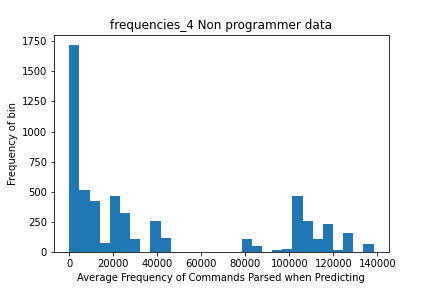 frequencies_4 Non programmer data
Frequency of bin
1750
1500
1250
1000
750
500
250
0
0 20000 40000 60000 80000 100000 120000 140000
Average Frequency of Commands Parsed when Predicting